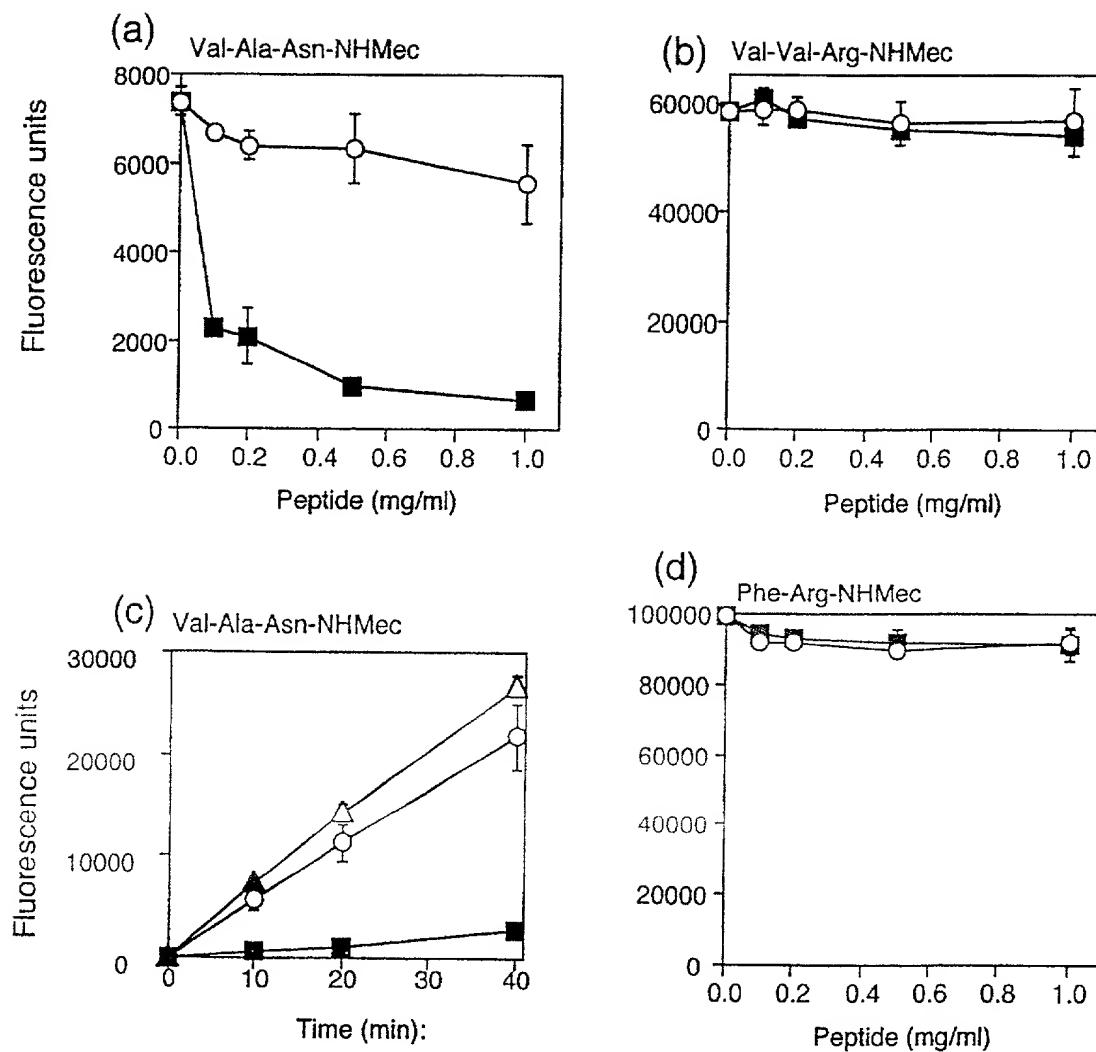 (a)
Val-Ala-Asn-NHMec
Fluorescence units
8000
6000
4000
2000
0
0.0 0.2 0.4 0.6 0.8 1.0
Peptide (mg/ml)
(b)
Val-Val-Arg-NHMec
60000
40000
20000
0
0.0 0.2 0.4 0.6 0.8 1.0
Peptide (mg/ml)
(c)
Val-Ala-Asn-NHMec
Fluorescence units
30000
20000
10000
0
0 10 20 30 40
Time (min):
(d)
Phe-Arg-NHMec
100000
80000
60000
40000
20000
0
0.0 0.2 0.4 0.6 0.8 1.0
Peptide (mg/ml)